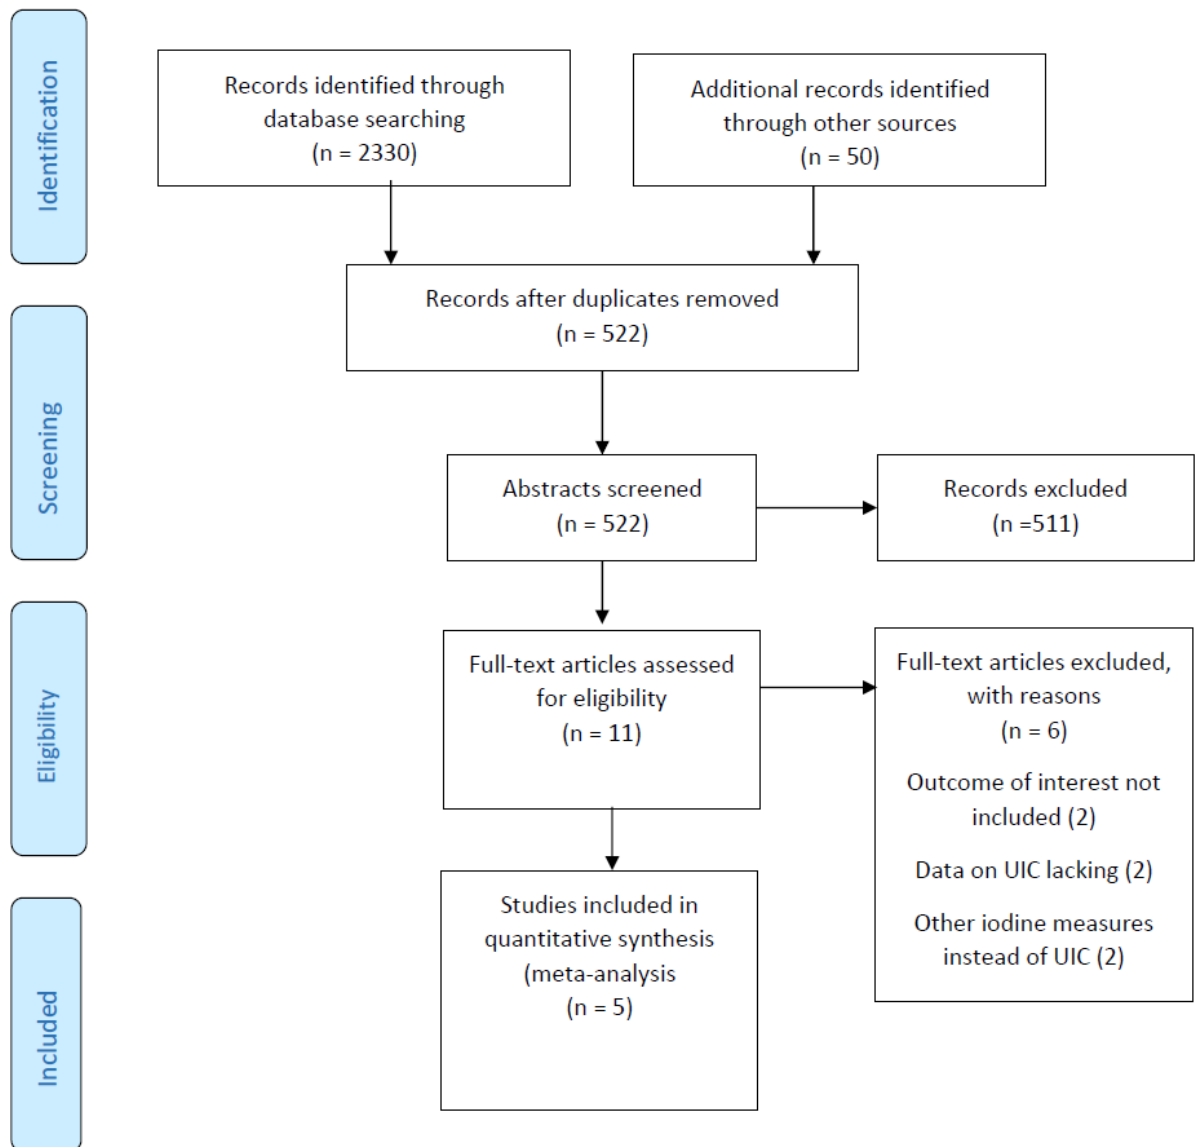 Identification
Records identified through
database searching
(n = 2330)
Additional records identified
through other sources
(n = 50)
Records after duplicates removed
(n = 522)
Screening
Abstracts screened
(n = 522)
Records excluded
(n =511)
Eligibility
Full-text articles assessed
for eligibility
(n = 11)
Full-text articles excluded,
with reasons
(n = 6)
Outcome of interest not
included (2)
Data on UIC lacking (2)
Other iodine measures
instead of UIC (2)
Included
Studies included in
quantitative synthesis
(meta-analysis
(n = 5)